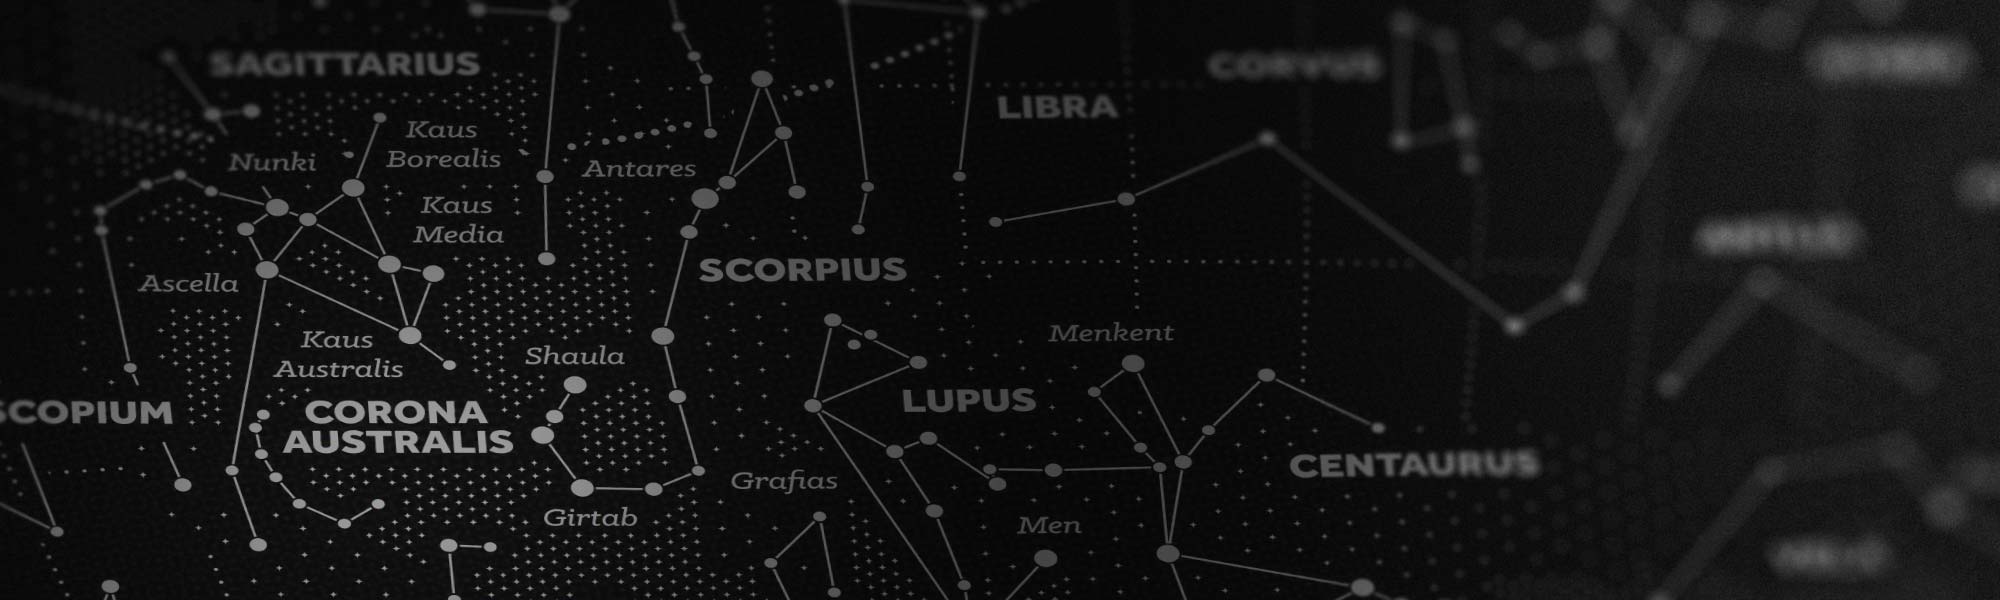 SAGITTARIUS
CORVUS
LIBRA
Kaus
Borealis
Nunki
Antares
Kaus
Media
SCORPIUS
Ascella
Menkent
Kaus
Australis
Shaula
LUPUS
SCOPIUM
CORONA
AUSTRALIS
CENTAURUS
Grafias
Girtab
Men